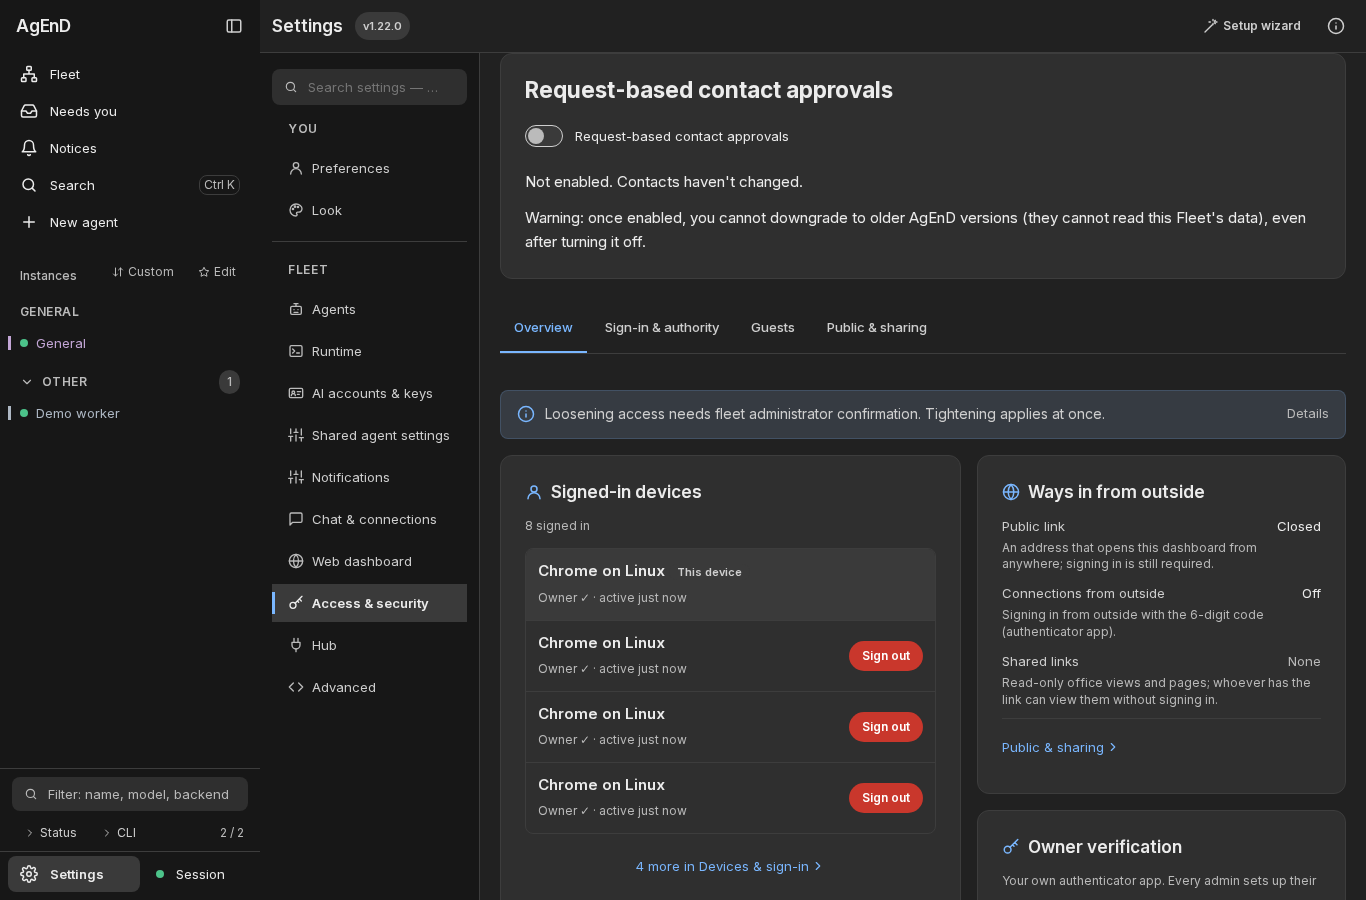 AgEnD
Fleet
Needs you
Notices
Search
Ctrl K
New agent
Instances
Custom
Edit
GENERAL
General
OTHER
1
Demo worker
Filter: name, model, backend
Status
CLI
2 / 2
Settings
Session
Settings
v1.22.0
Setup wizard
Search settings — …
YOU
Preferences
Look
FLEET
Agents
Runtime
AI accounts & keys
Shared agent settings
Notifications
Chat & connections
Web dashboard
Access & security
Hub
Advanced
Request-based contact approvals
Request-based contact approvals
Not enabled. Contacts haven't changed.
Warning: once enabled, you cannot downgrade to older AgEnD versions (they cannot read this Fleet's data), even
after turning it off.
Overview
Sign-in & authority
Guests
Public & sharing
Loosening access needs fleet administrator confirmation. Tightening applies at once.
Details
Signed-in devices
8 signed in
Chrome on Linux
This device
Owner ✓ · active just now
Chrome on Linux
Owner ✓ · active just now
Sign out
Chrome on Linux
Owner ✓ · active just now
Sign out
Chrome on Linux
Owner ✓ · active just now
Sign out
4 more in Devices & sign-in
Ways in from outside
Public link
Closed
An address that opens this dashboard from
anywhere; signing in is still required.
Connections from outside
Off
Signing in from outside with the 6-digit code
(authenticator app).
Shared links
None
Read-only office views and pages; whoever has the
link can view them without signing in.
Public & sharing
Owner verification
Your own authenticator app. Every admin sets up their